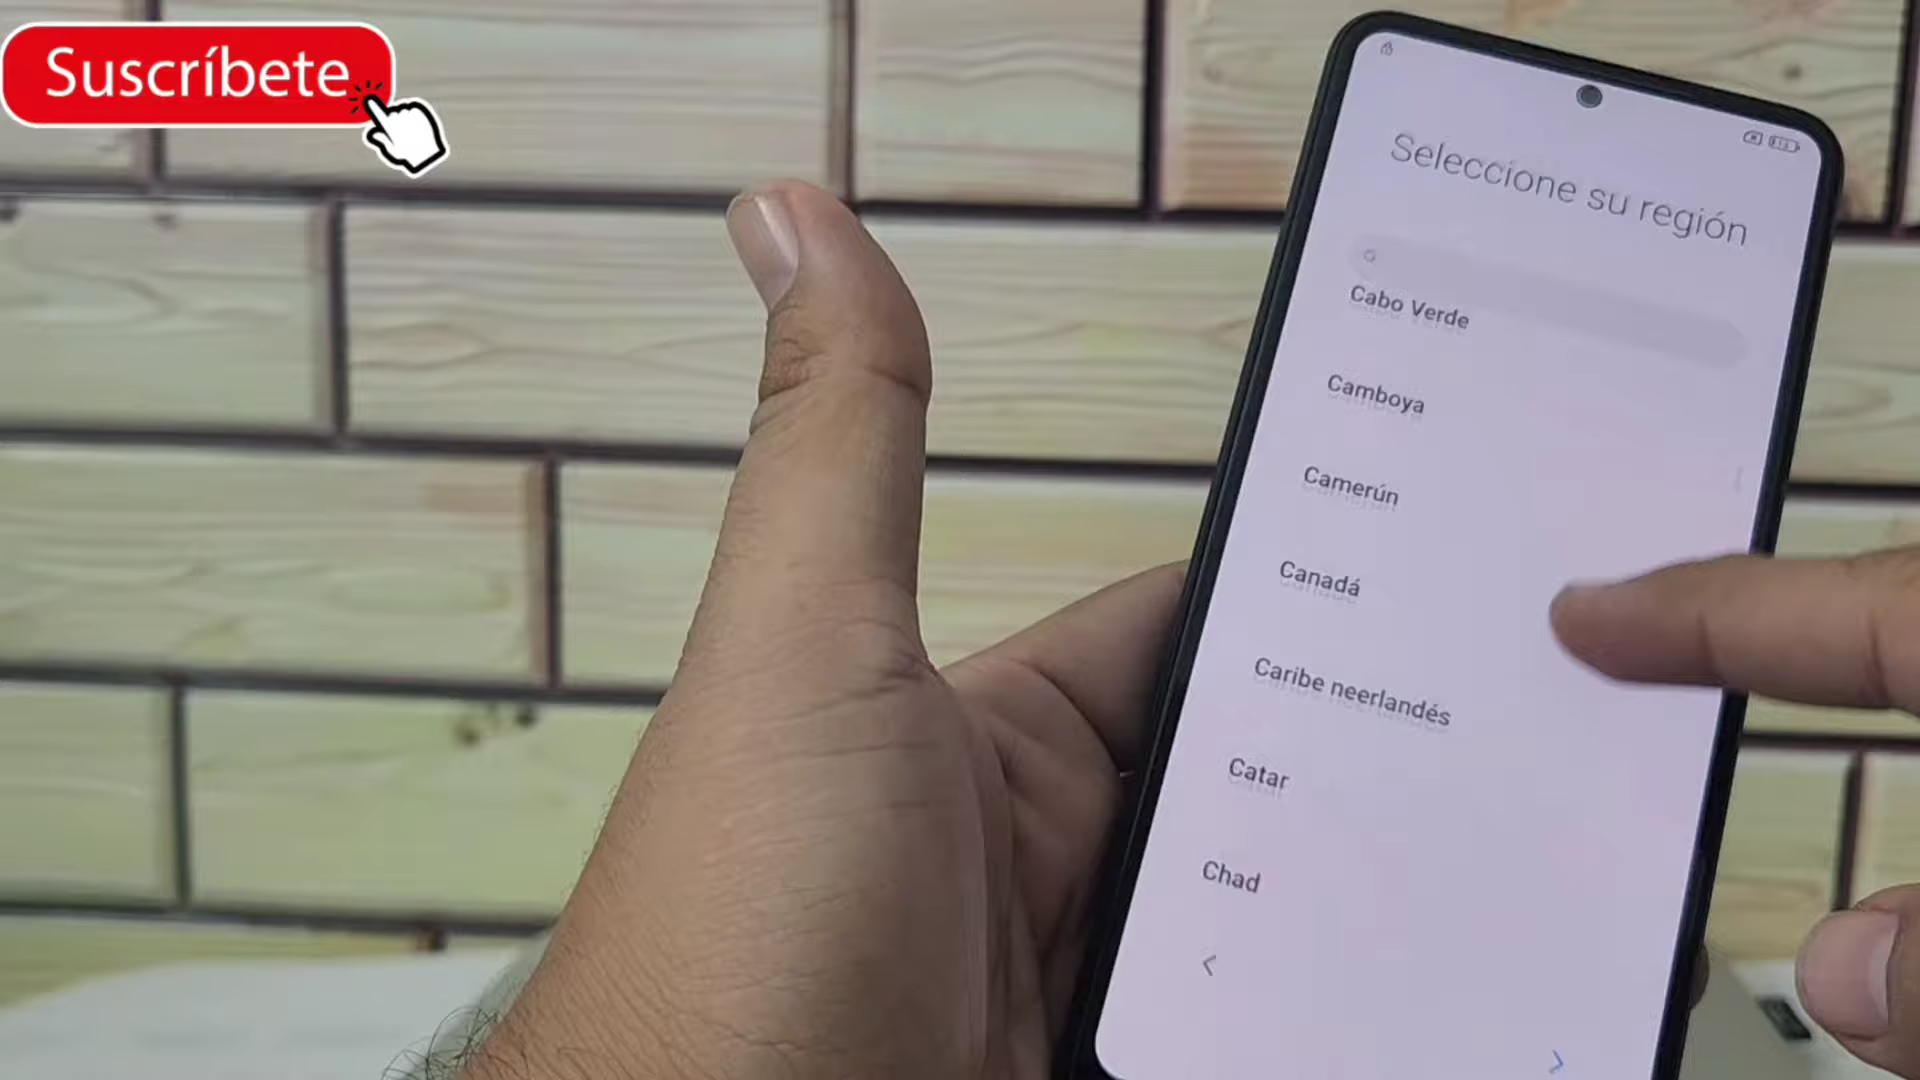 Suscríbete
Seleccione su región
Cabo Verde
Camboya
Camerún
Canadá
Caribe neerlandés
Catar
Chad